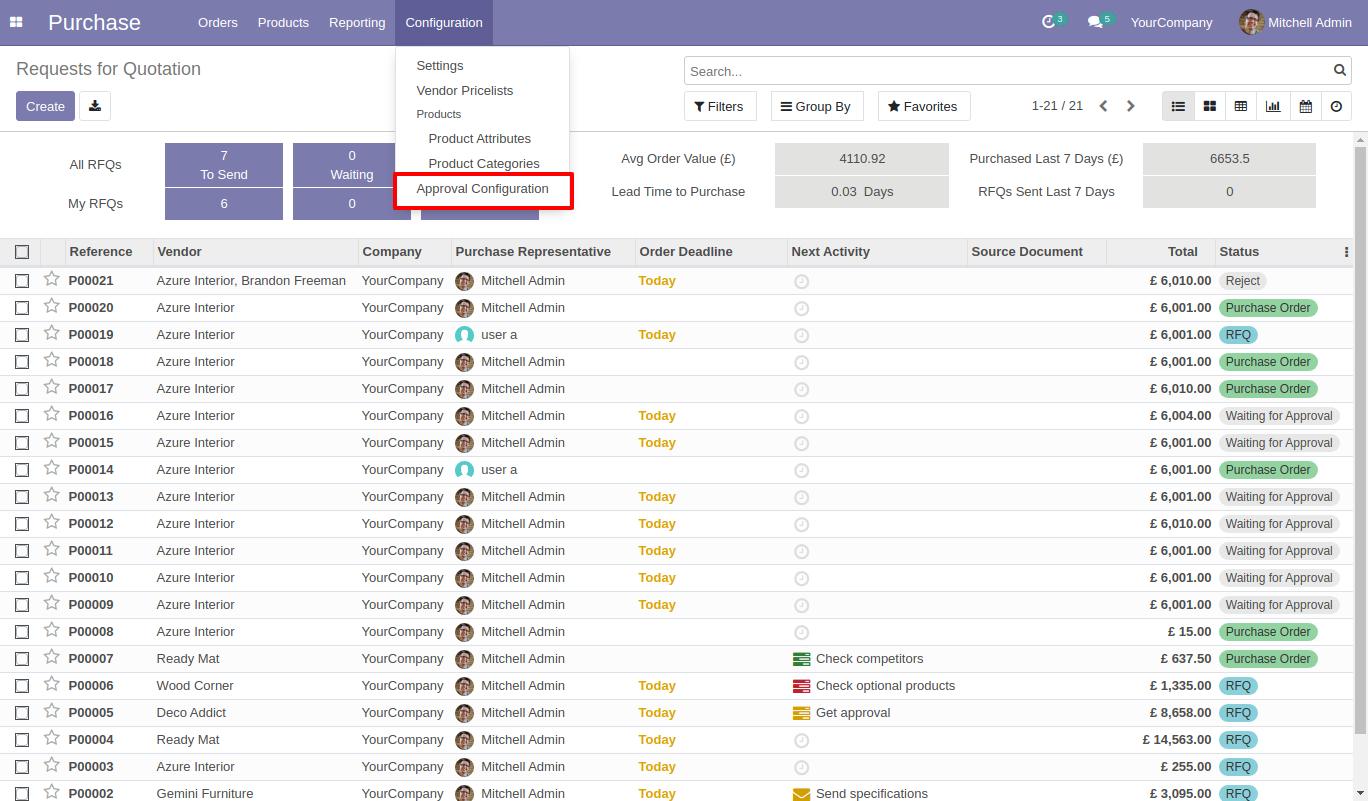 Purchase Orders Products Reporting Configuration 3 5 YourCompany Mitchell Admin
Requests for Quotation
Search...
Create
Filters Group By Favorites 1-21 / 21
Settings
Vendor Pricelists
Products
Product Attributes
Product Categories
Approval Configuration
All RFQs
7
To Send
0
Waiting
My RFQs 6 0
Avg Order Value (£) 4110.92 Purchased Last 7 Days (£) 6653.5
Lead Time to Purchase 0.03 Days RFQs Sent Last 7 Days 0
Reference Vendor Company Purchase Representative Order Deadline Next Activity Source Document Total Status
P00021 Azure Interior, Brandon Freeman YourCompany Mitchell Admin Today £ 6,010.00 Reject
P00020 Azure Interior YourCompany Mitchell Admin £ 6,001.00 Purchase Order
P00019 Azure Interior YourCompany user a Today £ 6,001.00 RFQ
P00018 Azure Interior YourCompany Mitchell Admin £ 6,001.00 Purchase Order
P00017 Azure Interior YourCompany Mitchell Admin £ 6,010.00 Purchase Order
P00016 Azure Interior YourCompany Mitchell Admin Today £ 6,004.00 Waiting for Approval
P00015 Azure Interior YourCompany Mitchell Admin Today £ 6,001.00 Waiting for Approval
P00014 Azure Interior YourCompany user a £ 6,001.00 Purchase Order
P00013 Azure Interior YourCompany Mitchell Admin Today £ 6,001.00 Waiting for Approval
P00012 Azure Interior YourCompany Mitchell Admin Today £ 6,010.00 Waiting for Approval
P00011 Azure Interior YourCompany Mitchell Admin Today £ 6,001.00 Waiting for Approval
P00010 Azure Interior YourCompany Mitchell Admin Today £ 6,001.00 Waiting for Approval
P00009 Azure Interior YourCompany Mitchell Admin Today £ 6,001.00 Waiting for Approval
P00008 Azure Interior YourCompany Mitchell Admin £ 15.00 Purchase Order
P00007 Ready Mat YourCompany Mitchell Admin Check competitors £ 637.50 Purchase Order
P00006 Wood Corner YourCompany Mitchell Admin Today Check optional products £ 1,335.00 RFQ
P00005 Deco Addict YourCompany Mitchell Admin Today Get approval £ 8,658.00 RFQ
P00004 Ready Mat YourCompany Mitchell Admin Today £ 14,563.00 RFQ
P00003 Azure Interior YourCompany Mitchell Admin Today £ 255.00 RFQ
P00002 Gemini Furniture YourCompany Mitchell Admin Today Send specifications £ 3,095.00 RFQ